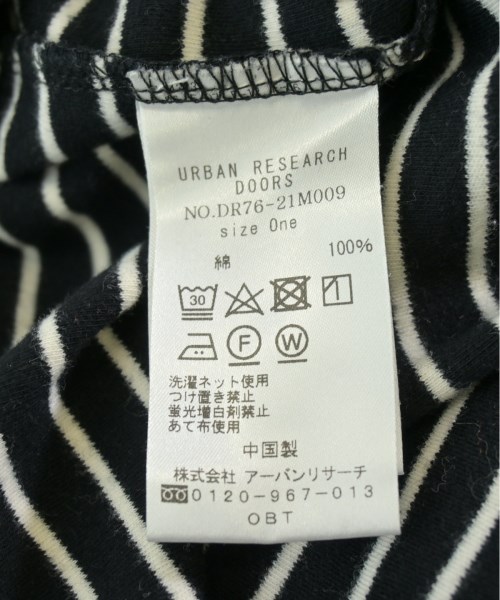 URBAN RESEARCH
DOORS
NO.DR76-21M009
size One
綿 100%
30
F W
洗濯ネット使用
つけ置き禁止
蛍光増白剤禁止
あて布使用
中国製
株式会社 アーバンリサーチ
0120-967-013
OBT